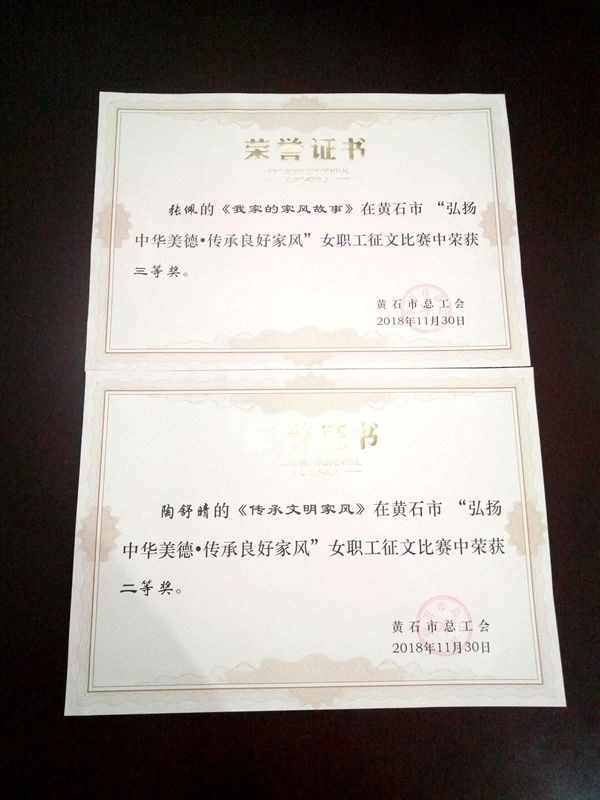 荣誉证书
张佩的《我家的家风故事》在黄石市“弘扬
中华美德•传承良好家风”女职工征文比赛中荣获
三等奖。
黄石市总工会
2018年11月30日
荣誉证书
陶舒晴的《传承文明家风》在黄石市“弘扬
中华美德•传承良好家风”女职工征文比赛中荣获
二等奖。
黄石市总工会
2018年11月30日